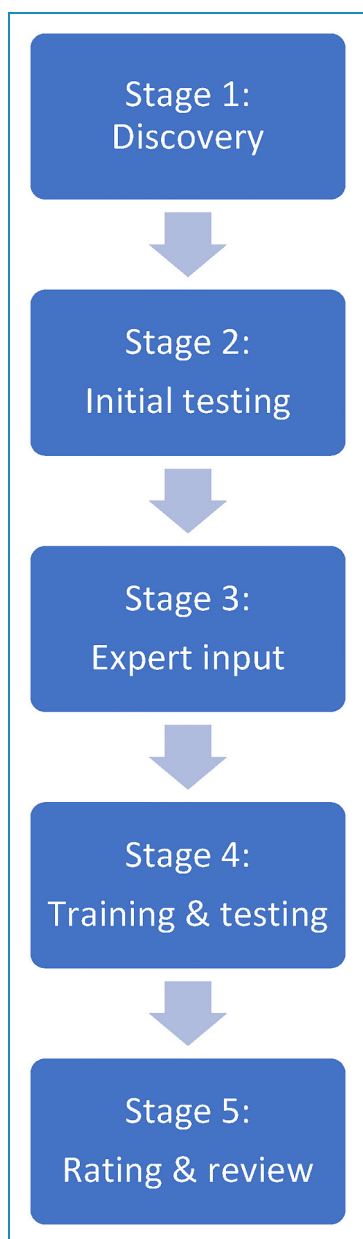 Stage 1:
Discovery
Stage 2:
Initial testing
Stage 3:
Expert input
Stage 4:
Training & testing
Stage 5:
Rating & review